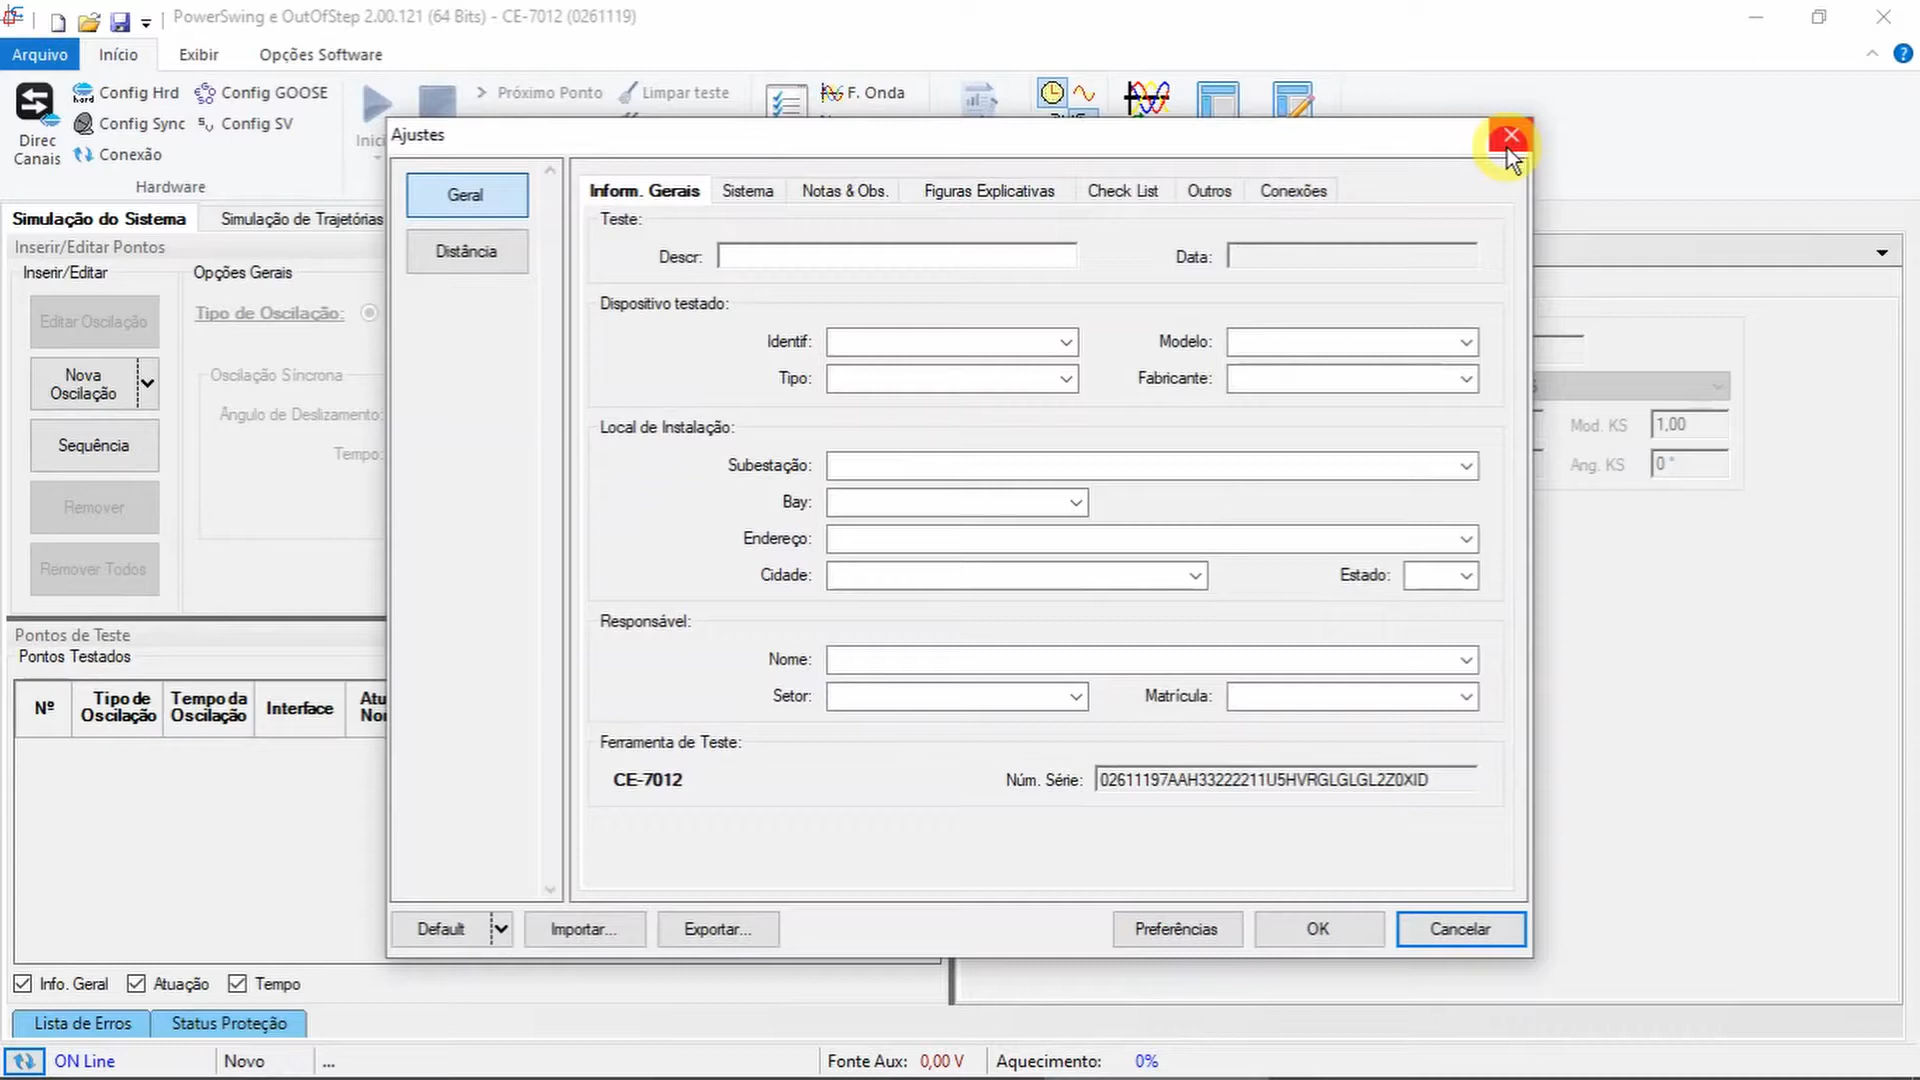 PowerSwing e OutOfStep 2.00.121 (64 Bits) - CE-7012 (0261119)
Arquivo Início Exibir Opções Software
Direc Canais
Config Hrd Config GOOSE
Config Sync Config SV
Conexão
Hardware
Próximo Ponto Limpar teste
F. Onda
Ajustes
Geral
Distância
Inform. Gerais Sistema Notas & Obs. Figuras Explicativas Check List Outros Conexões
Teste:
Descr: Data:
Dispositivo testado:
Identif: Modelo:
Tipo: Fabricante:
Local de Instalação:
Subestação:
Bay:
Endereço:
Cidade: Estado:
Responsável:
Nome:
Setor: Matrícula:
Ferramenta de Teste:
CE-7012 Núm. Série: 02611197AAH33222211U5HVRGLGLGL2Z0XID
Default Importar... Exportar... Preferências OK Cancelar
Simulação do Sistema Simulação de Trajetórias
Inserir/Editar Pontos
Inserir/Editar Opções Gerais
Editar Oscilação
Tipo de Oscilação:
Nova Oscilação
Oscilação Síncrona
Ângulo de Deslizamento:
Sequência
Tempo:
Remover
Remover Todos
Mod. KS 1,00
Ang. KS 0 °
Pontos de Teste
Pontos Testados
Nº Tipo de Oscilação Tempo da Oscilação Interface
Info. Geral Atuação Tempo
Lista de Erros Status Proteção
ON Line Novo ... Fonte Aux: 0,00 V Aquecimento: 0%